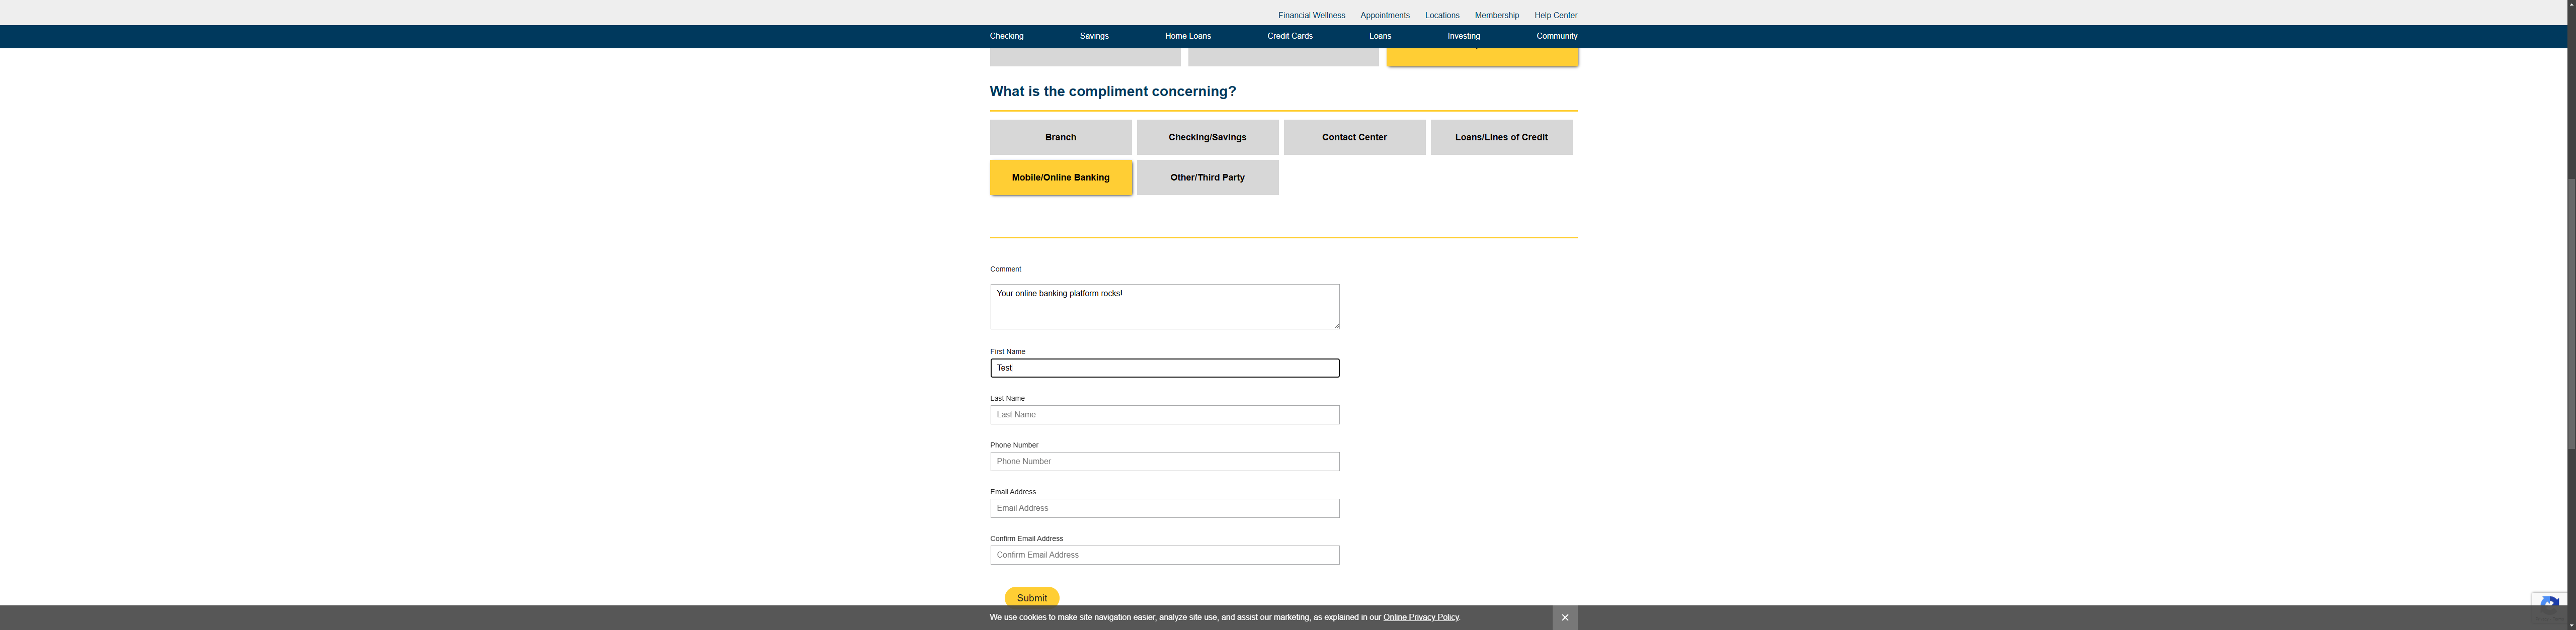 Financial Wellness Appointments Locations Membership Help Center
Checking Savings Home Loans Credit Cards Loans Investing Community
What is the compliment concerning?
Branch Checking/Savings Contact Center Loans/Lines of Credit
Mobile/Online Banking Other/Third Party
Comment
Your online banking platform rocks!
First Name
Test
Last Name
Last Name
Phone Number
Phone Number
Email Address
Email Address
Confirm Email Address
Confirm Email Address
Submit
We use cookies to make site navigation easier, analyze site use, and assist our marketing, as explained in our Online Privacy Policy.